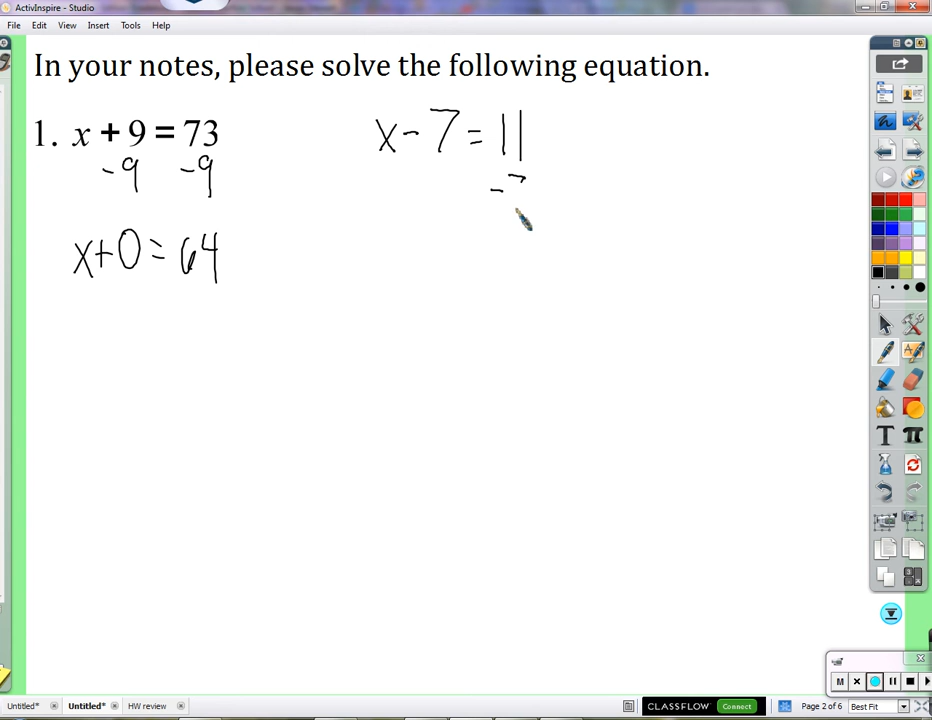 ActivInspire - Studio
File Edit View Insert Tools Help
In your notes, please solve the following equation.
1. x + 9 = 73
-9 -9
x+0 = 64
x - 7 = 11
-7
Untitled* Untitled* HW review
CLASSFLOW Connect
Page 2 of 6
Best Fit
M